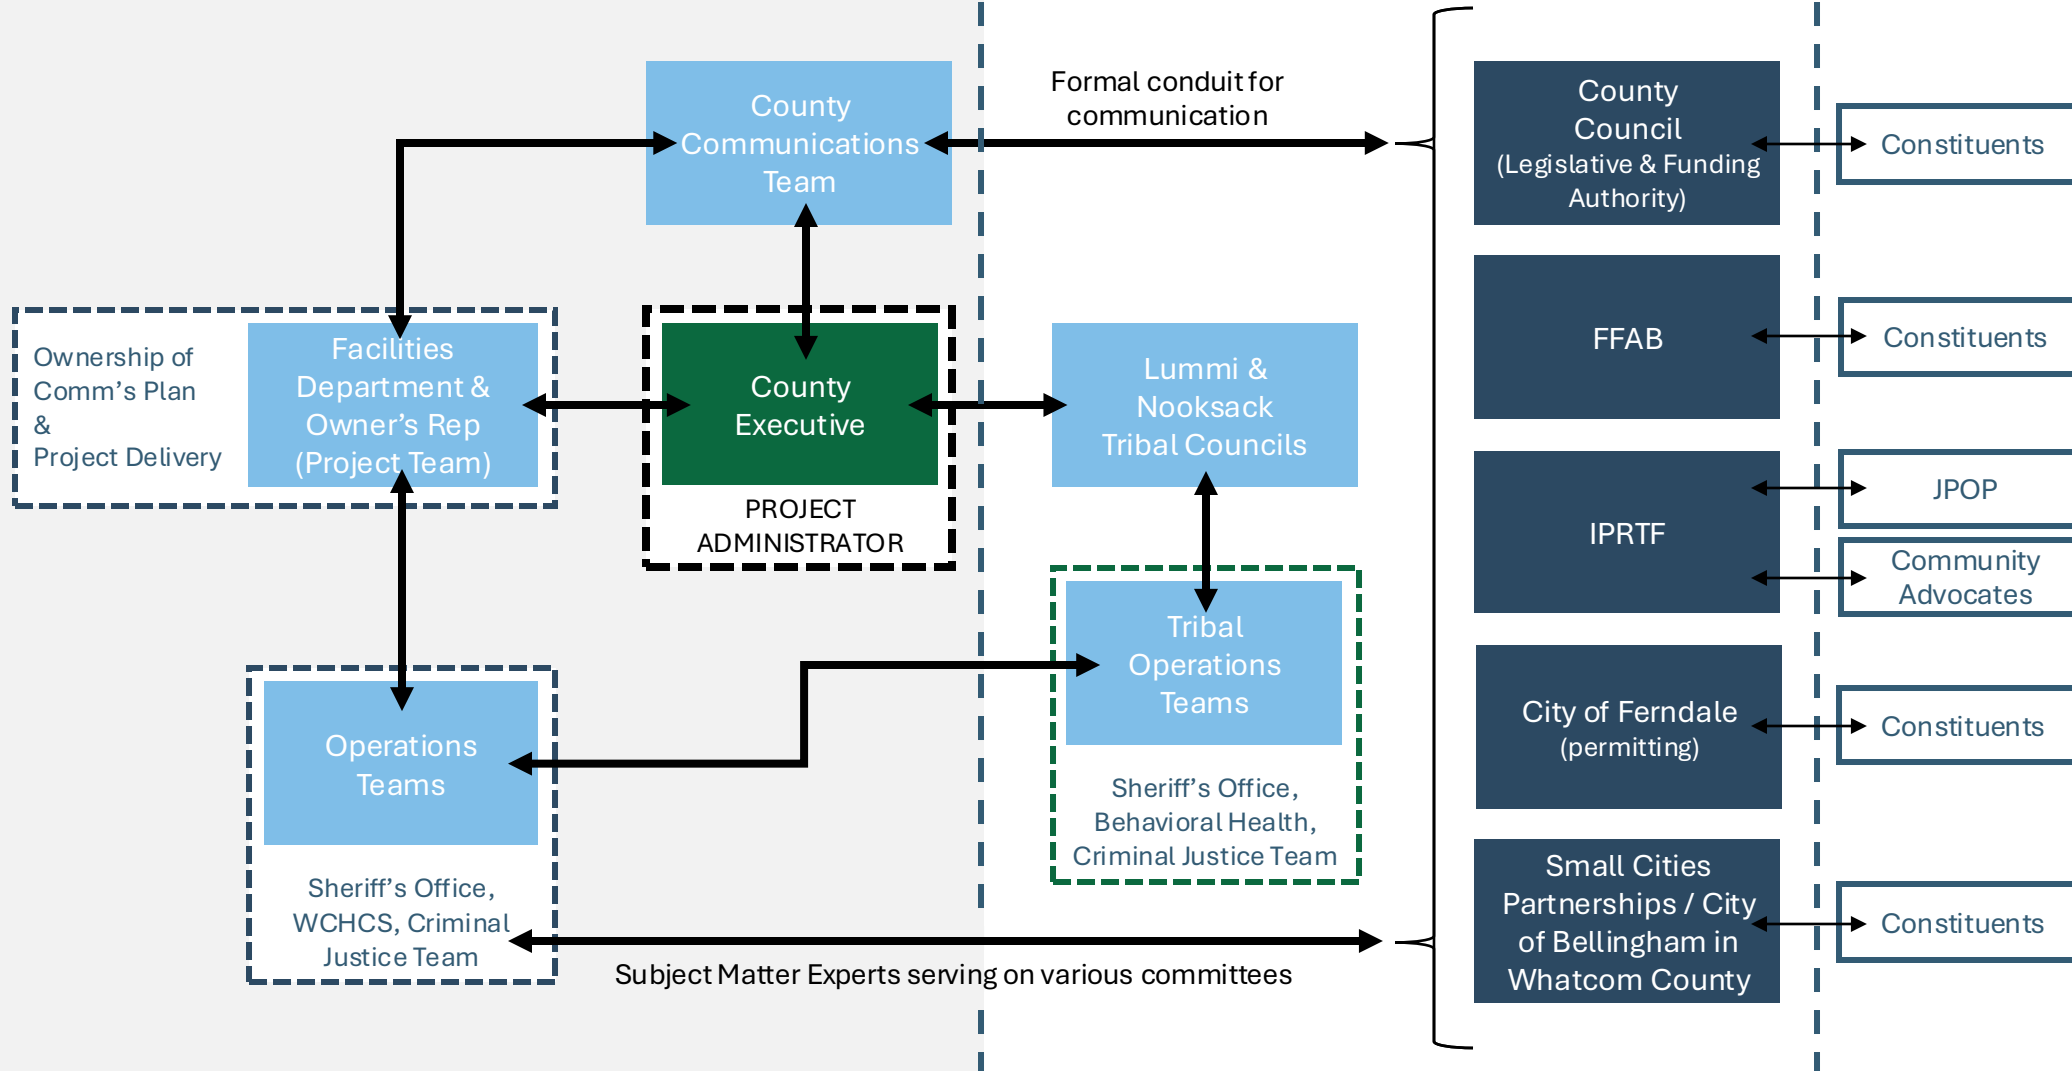 County
Communications
Team
Formal conduit for
communication
County
Council
(Legislative & Funding
Authority)
Constituents
Ownership of
Comm’s Plan
&
Project Delivery
Facilities
Department &
Owner’s Rep
(Project Team)
County
Executive
PROJECT
ADMINISTRATOR
Lummi &
Nooksack
Tribal Councils
FFAB
Constituents
IPRTF
JPOP
Community
Advocates
Operations
Teams
Sheriff’s Office,
WCHCS, Criminal
Justice Team
Tribal
Operations
Teams
Sheriff’s Office,
Behavioral Health,
Criminal Justice Team
City of Ferndale
(permitting)
Constituents
Subject Matter Experts serving on various committees
Small Cities
Partnerships / City
of Bellingham in
Whatcom County
Constituents